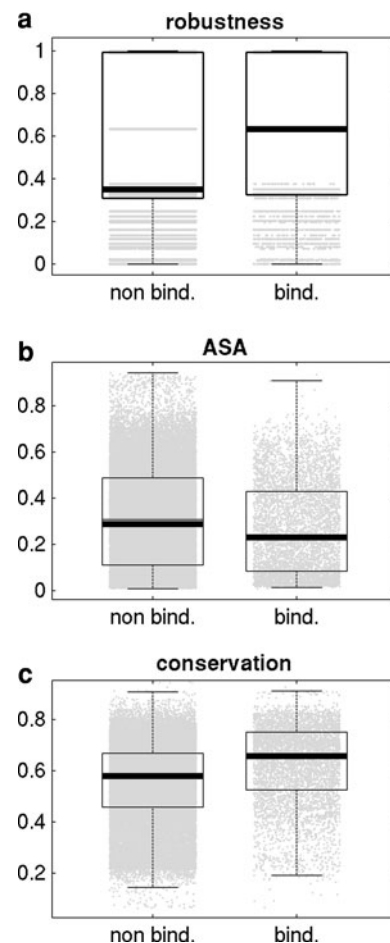 a
robustness
1
0.8
0.6
0.4
0.2
0
non bind. bind.
b
ASA
0.8
0.6
0.4
0.2
0
non bind. bind.
c
conservation
0.8
0.6
0.4
0.2
non bind. bind.